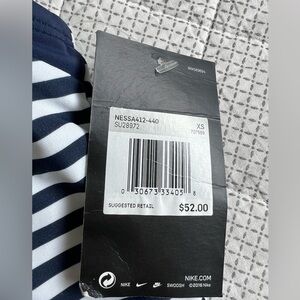 NESSA412-440
SU28972
XS
0 30673 33405 8
SUGGESTED RETAIL
$52.00
NIKE.COM
NIKE
SWOOSH
©2016 Nike